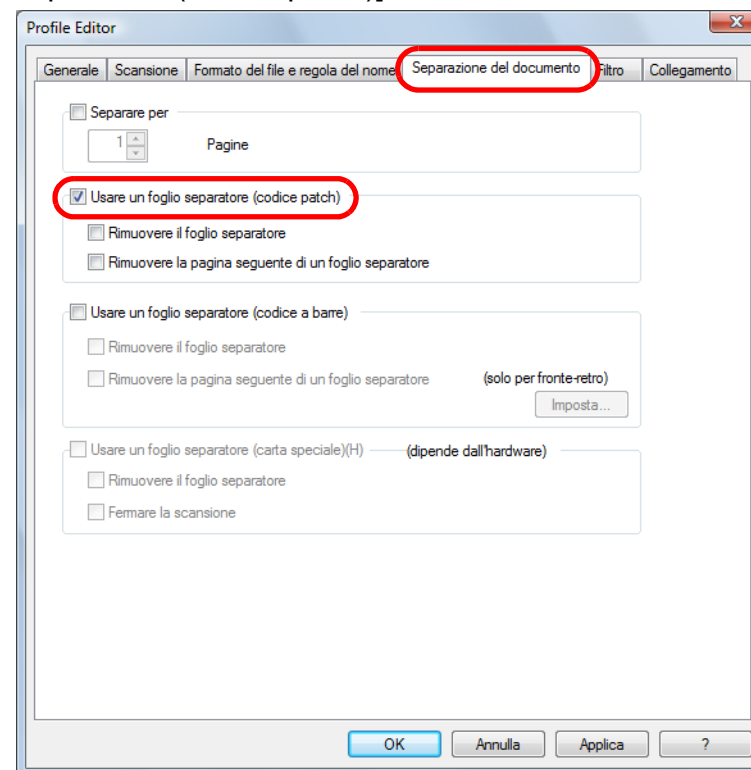 Profile Editor
X
Generale Scansione Formato del file e regola del nome Separazione del documento Filtro Collegamento
Separare per
1 Pagine
Usare un foglio separatore (codice patch)
Rimuovere il foglio separatore
Rimuovere la pagina seguente di un foglio separatore
Usare un foglio separatore (codice a barre)
Rimuovere il foglio separatore
Rimuovere la pagina seguente di un foglio separatore (solo per fronte-retro)
Imposta...
Usare un foglio separatore (carta speciale)(H) (dipende dall'hardware)
Rimuovere il foglio separatore
Fermare la scansione
OK Annulla Applica ?